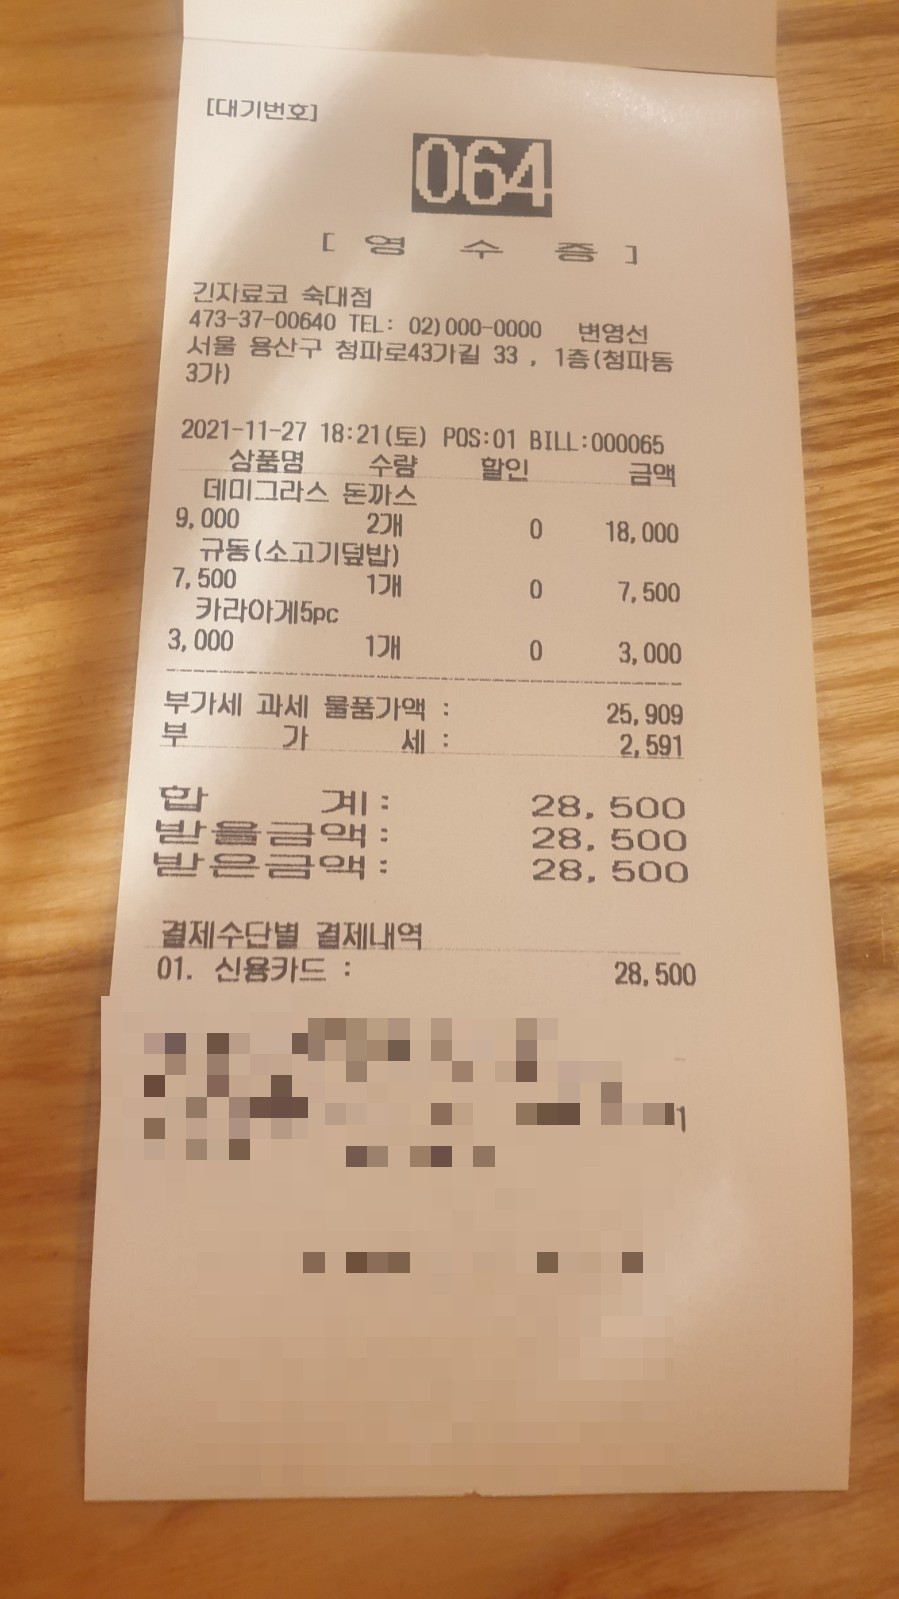 [대기번호]
064
[ 영 수 증 ]
긴자료코 숙대점
473-37-00640 TEL: 02)000-0000 변영선
서울 용산구 청파로43가길 33 , 1층(청파동
3가)
2021-11-27 18:21(토) POS:01 BILL:000065
상품명 수량 할인 금액
데미그라스 돈까스
9,000 2개 0 18,000
규동(소고기덮밥)
7,500 1개 0 7,500
카라아게5pc
3,000 1개 0 3,000
부가세 과세 물품가액 : 25,909
부 가 세 : 2,591
합 계: 28,500
받을금액: 28,500
받은금액: 28,500
결제수단별 결제내역
01. 신용카드 : 28,500
1